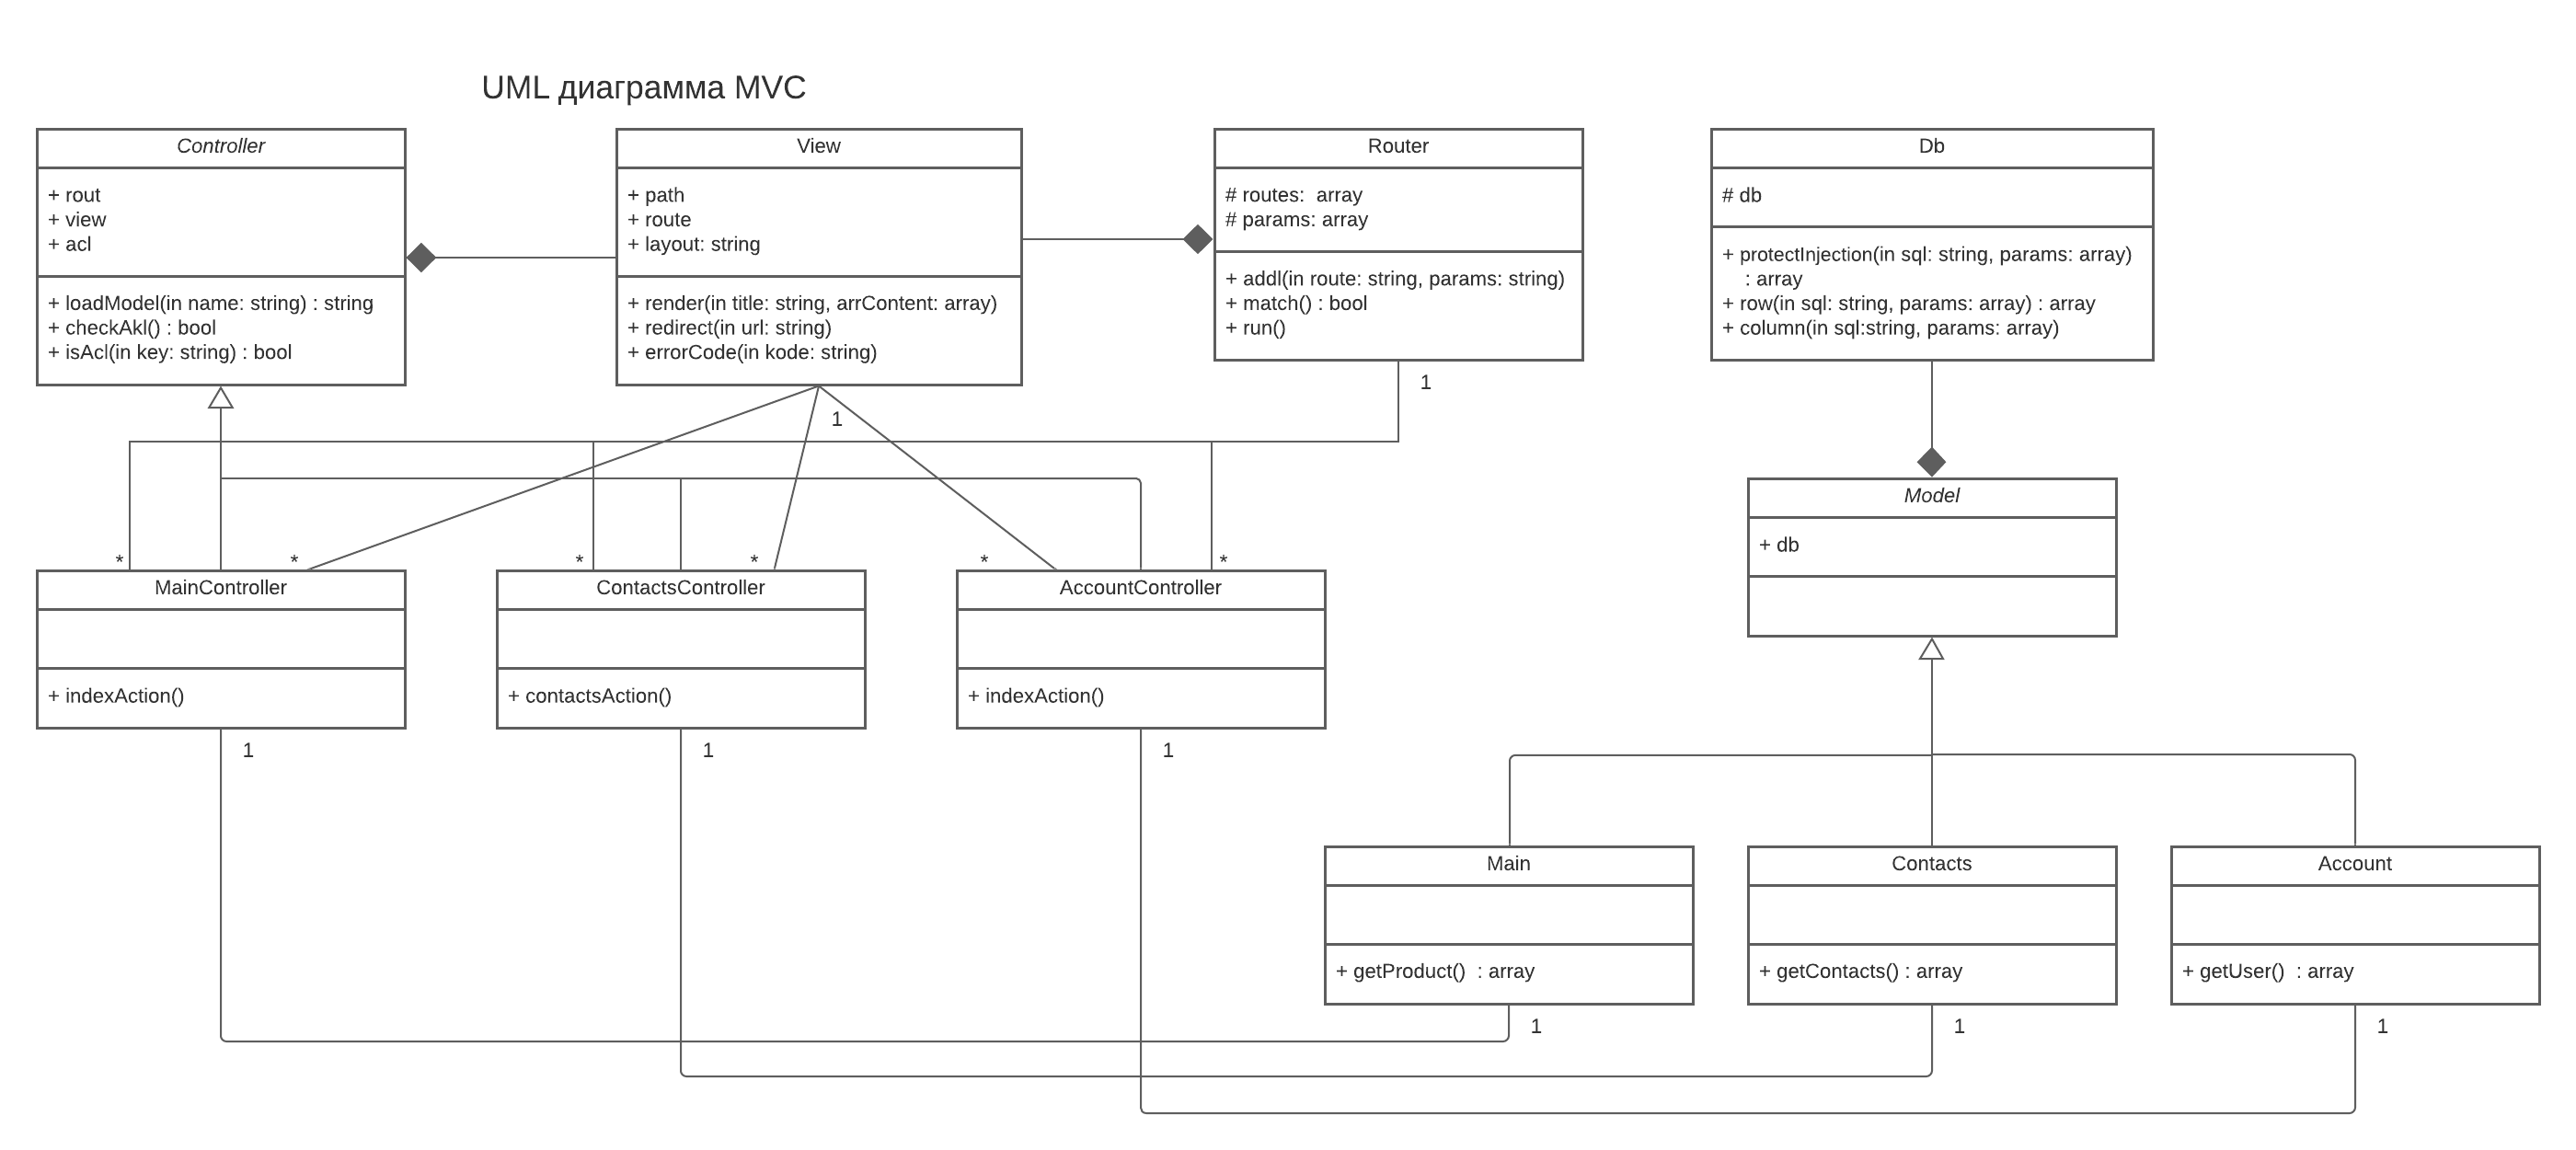 UML диаграмма MVC
Controller
+ rout
+ view
+ acl
+ loadModel(in name: string) : string
+ checkAkl() : bool
+ isAcl(in key: string) : bool
View
+ path
+ route
+ layout: string
+ render(in title: string, arrContent: array)
+ redirect(in url: string)
+ errorCode(in kode: string)
1
Router
# routes:  array
# params: array
+ addl(in route: string, params: string)
+ match() : bool
+ run()
1
Db
# db
+ protectInjection(in sql: string, params: array)
: array
+ row(in sql: string, params: array) : array
+ column(in sql:string, params: array)
Model
+ db
* *
MainController
+ indexAction()
1
* *
ContactsController
+ contactsAction()
1
* *
AccountController
+ indexAction()
1
Main
+ getProduct()  : array
1
Contacts
+ getContacts() : array
1
Account
+ getUser()  : array
1